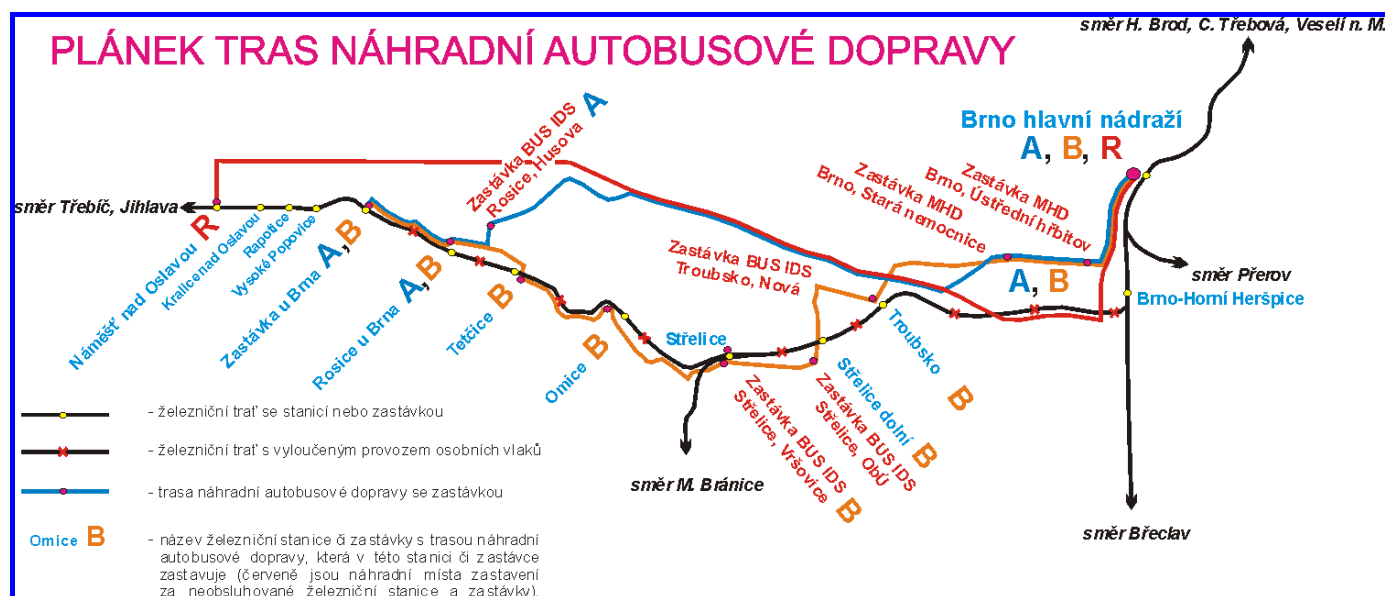 směr H. Brod, C. Třebová, Veselí n. M.
PLÁNEK TRAS NÁHRADNÍ AUTOBUSOVÉ DOPRAVY
Brno hlavní nádraží
A, B, R
Zastávka BUS IDS
Rosice, Husova A
Zastávka MHD
Brno, Stará nemocnice
Zastávka MHD
Brno, Ústřední hřbitov
A, B
směr Třebíč, Jihlava
Náměšť nad Oslavou R
Kralice nad Oslavou
Rapotice
Vysoké Popovice
Zastávka u Brna A,B
Rosice u Brna A,B
Tetčice B
Omice B
Střelice
Zastávka BUS IDS
Troubsko, Nová
Troubsko B
Střelice dolní B
Zastávka BUS IDS
Střelice, ObÚ
Zastávka BUS IDS
Střelice, Vršovice B
směr Přerov
Brno-Horní Heršpice
směr M. Bránice
směr Břeclav
- železniční trať se stanicí nebo zastávkou
- železniční trať s vyloučeným provozem osobních vlaků
- trasa náhradní autobusové dopravy se zastávkou
Omice B
- název železniční stanice či zastávky s trasou náhradní
autobusové dopravy, která v této stanici či zastávce
zastavuje (červeně jsou náhradní místa zastavení
za neobsluhované železniční stanice a zastávky).